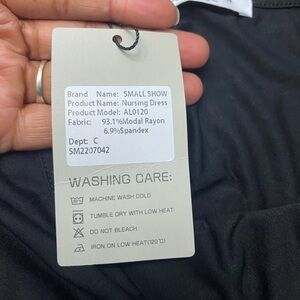 Brand Name: SMALL SHOW
Product Name: Nursing Dress
Product Model: AL0120
Fabric: 93.1%Modal Rayon
6.9%Spandex
Dept: C
SM2207042
WASHING CARE:
MACHINE WASH COLD
TUMBLE DRY WITH LOW HEAT
DO NOT BLEACH
IRON ON LOW HEAT(120°C)